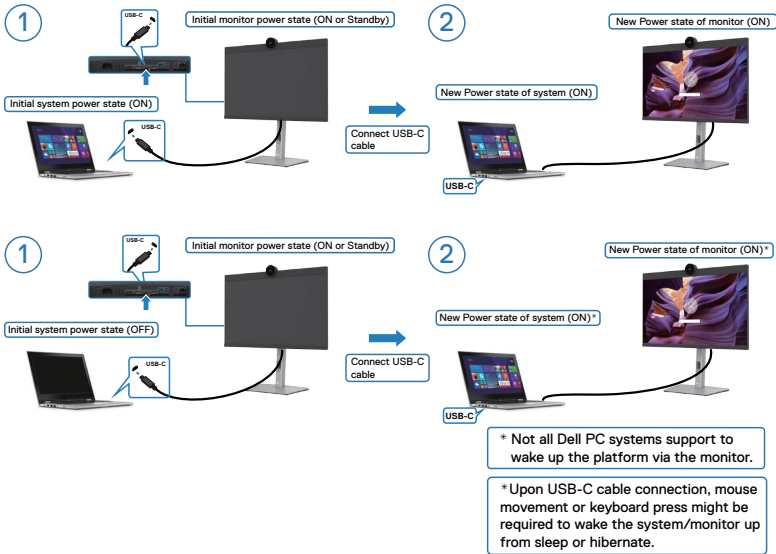 1
USB-C
Initial monitor power state (ON or Standby)
Initial system power state (ON)
USB-C
Connect USB-C
cable
2
New Power state of monitor (ON)
New Power state of system (ON)
USB-C
1
USB-C
Initial monitor power state (ON or Standby)
Initial system power state (OFF)
USB-C
Connect USB-C
cable
2
New Power state of monitor (ON)*
New Power state of system (ON)*
USB-C
* Not all Dell PC systems support to
wake up the platform via the monitor.
*Upon USB-C cable connection, mouse
movement or keyboard press might be
required to wake the system/monitor up
from sleep or hibernate.